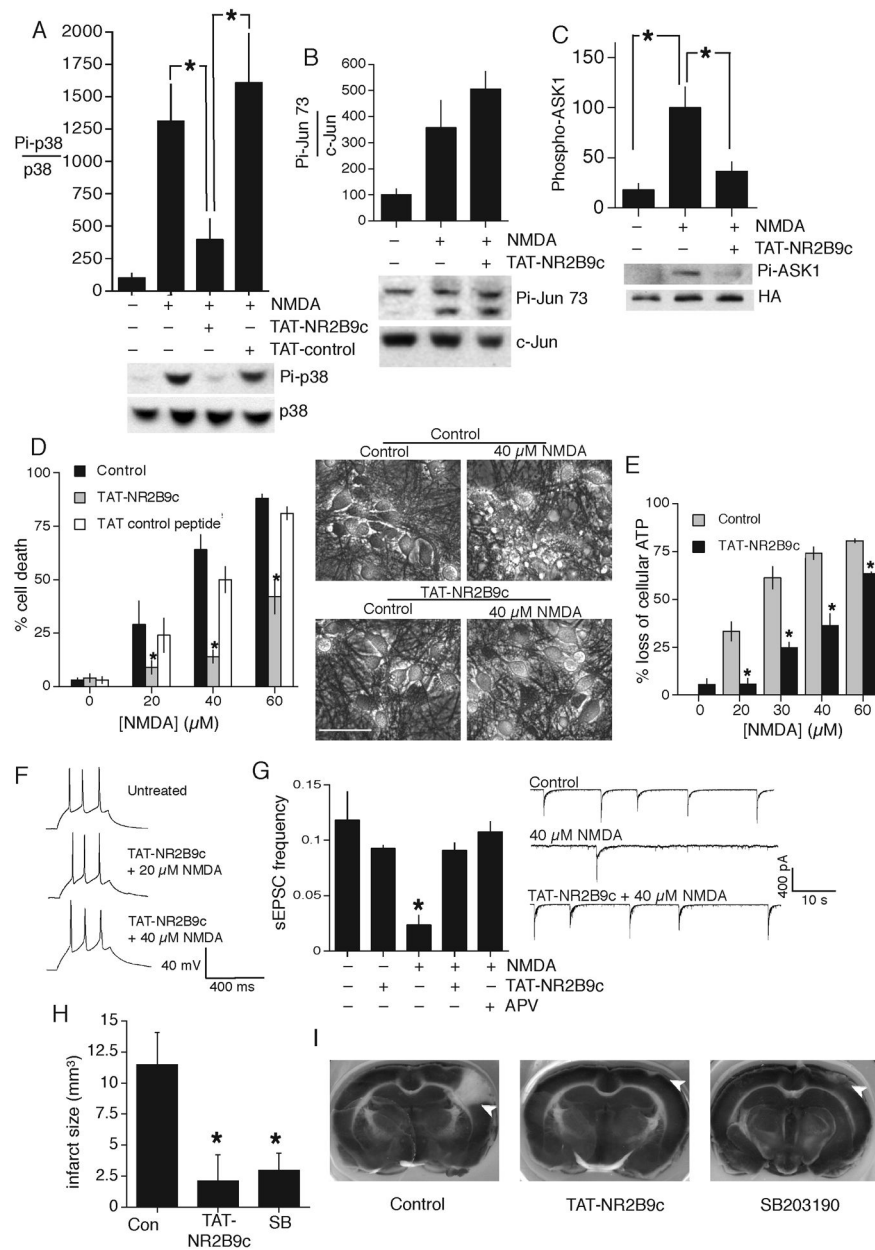 A
Pi-p38
p38
2000
1750
1500
1250
1000
750
500
250
0
*
*
– + + + NMDA
– – + – TAT-NR2B9c
– – – + TAT-control
Pi-p38
p38
B
Pi-Jun 73
c-Jun
600
500
400
300
200
100
0
– + + NMDA
– – + TAT-NR2B9c
Pi-Jun 73
c-Jun
C
Phospho-ASK1
150
100
50
0
*
*
– + + NMDA
– – + TAT-NR2B9c
Pi-ASK1
HA
D
% cell death
100
75
50
25
0
Control
TAT-NR2B9c
TAT control peptide
*
*
*
0 20 40 60
[NMDA] (µM)
Control
Control 40 µM NMDA
TAT-NR2B9c
Control 40 µM NMDA
E
% loss of cellular ATP
100
75
50
25
0
Control
TAT-NR2B9c
*
*
*
*
0 20 30 40 60
[NMDA] (µM)
F
Untreated
TAT-NR2B9c
+ 20 µM NMDA
TAT-NR2B9c
+ 40 µM NMDA
40 mV
400 ms
G
sEPSC frequency
0.15
0.1
0.05
0
*
– – + + + NMDA
– + – + – TAT-NR2B9c
– – – – + APV
Control
40 µM NMDA
TAT-NR2B9c + 40 µM NMDA
400 pA
10 s
H
infarct size (mm³)
15
12.5
10
7.5
5
2.5
0
*
*
Con TAT-NR2B9c SB
I
Control
TAT-NR2B9c
SB203190